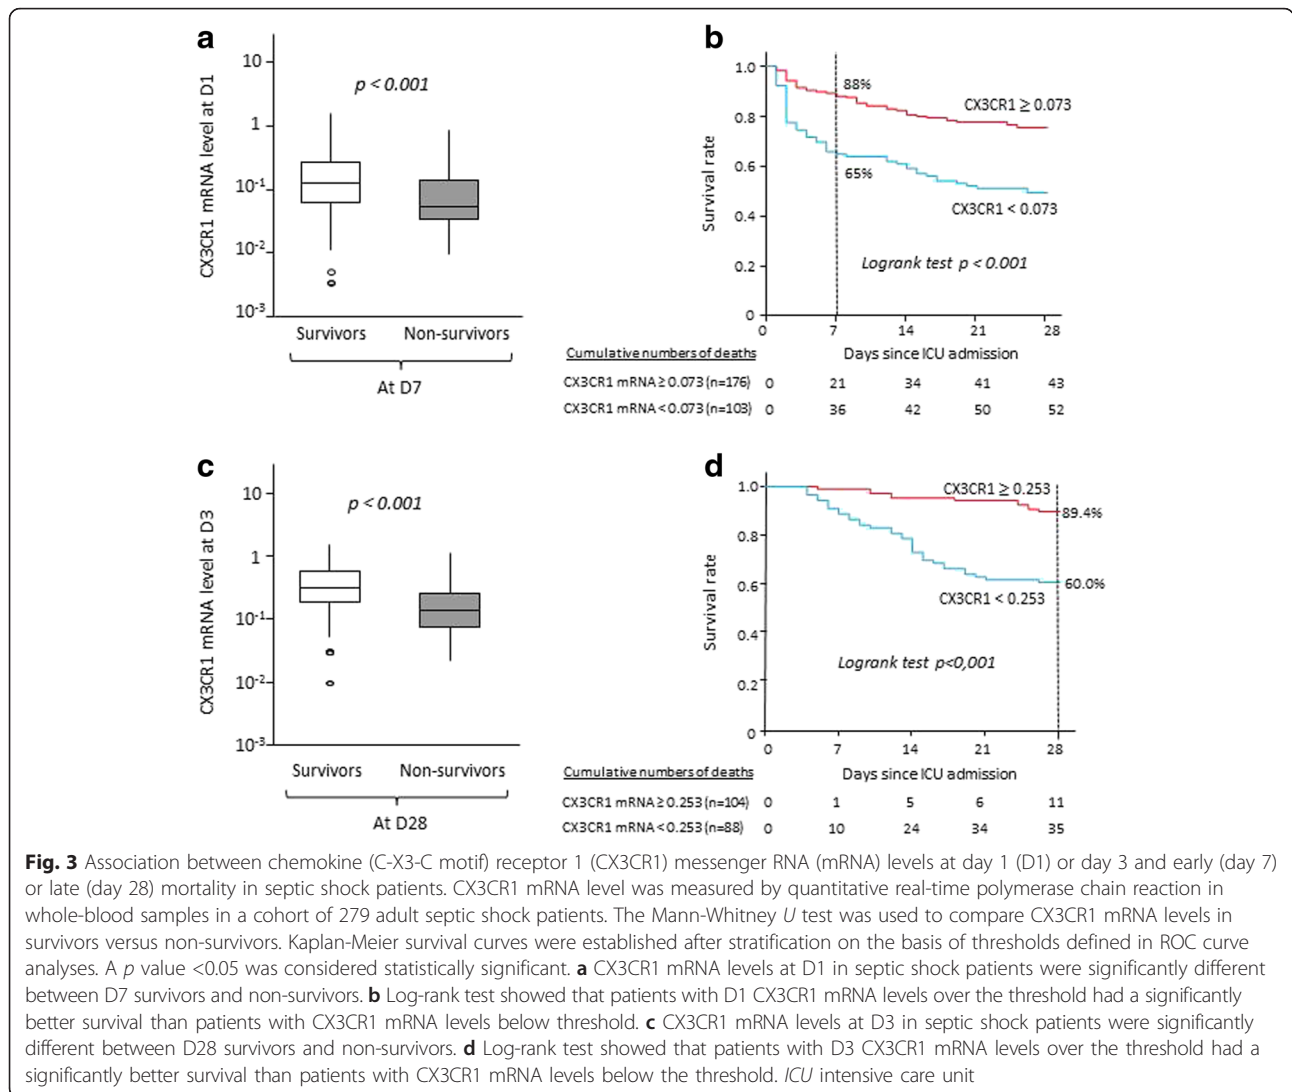 a
CX3CR1 mRNA level at D1
10
1
10-1
10-2
10-3
p < 0.001
Survivors Non-survivors
At D7
b
Survival rate
1.0
0.8
0.6
0.4
0.2
0
88%
65%
CX3CR1 ≥ 0.073
CX3CR1 < 0.073
Logrank test p < 0.001
0 7 14 21 28
Days since ICU admission
Cumulative numbers of deaths
CX3CR1 mRNA ≥ 0.073 (n=176) 0 21 34 41 43
CX3CR1 mRNA < 0.073 (n=103) 0 36 42 50 52
c
CX3CR1 mRNA level at D3
10
1
10-1
10-2
10-3
p < 0.001
Survivors Non-survivors
At D28
d
Survival rate
1.0
0.8
0.6
0.4
0.2
0
CX3CR1 ≥ 0.253
89.4%
60.0%
CX3CR1 < 0.253
Logrank test p<0,001
0 7 14 21 28
Days since ICU admission
Cumulative numbers of deaths
CX3CR1 mRNA ≥ 0.253 (n=104) 0 1 5 6 11
CX3CR1 mRNA < 0.253 (n=88) 0 10 24 34 35
Fig. 3 Association between chemokine (C-X3-C motif) receptor 1 (CX3CR1) messenger RNA (mRNA) levels at day 1 (D1) or day 3 and early (day 7)
or late (day 28) mortality in septic shock patients. CX3CR1 mRNA level was measured by quantitative real-time polymerase chain reaction in
whole-blood samples in a cohort of 279 adult septic shock patients. The Mann-Whitney U test was used to compare CX3CR1 mRNA levels in
survivors versus non-survivors. Kaplan-Meier survival curves were established after stratification on the basis of thresholds defined in ROC curve
analyses. A p value <0.05 was considered statistically significant. a CX3CR1 mRNA levels at D1 in septic shock patients were significantly different
between D7 survivors and non-survivors. b Log-rank test showed that patients with D1 CX3CR1 mRNA levels over the threshold had a significantly
better survival than patients with CX3CR1 mRNA levels below threshold. c CX3CR1 mRNA levels at D3 in septic shock patients were significantly
different between D28 survivors and non-survivors. d Log-rank test showed that patients with D3 CX3CR1 mRNA levels over the threshold had a
significantly better survival than patients with CX3CR1 mRNA levels below the threshold. ICU intensive care unit